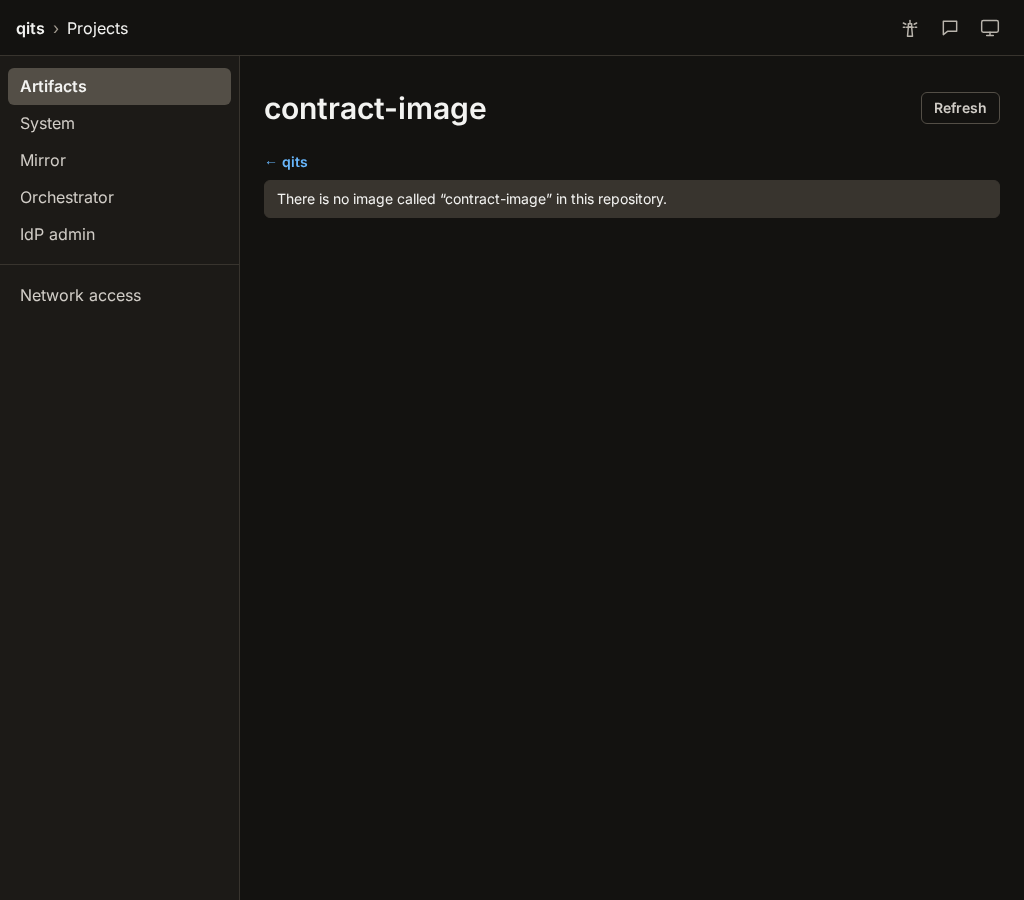 qits › Projects
Artifacts
System
Mirror
Orchestrator
IdP admin
Network access
contract-image
Refresh
← qits
There is no image called “contract-image” in this repository.